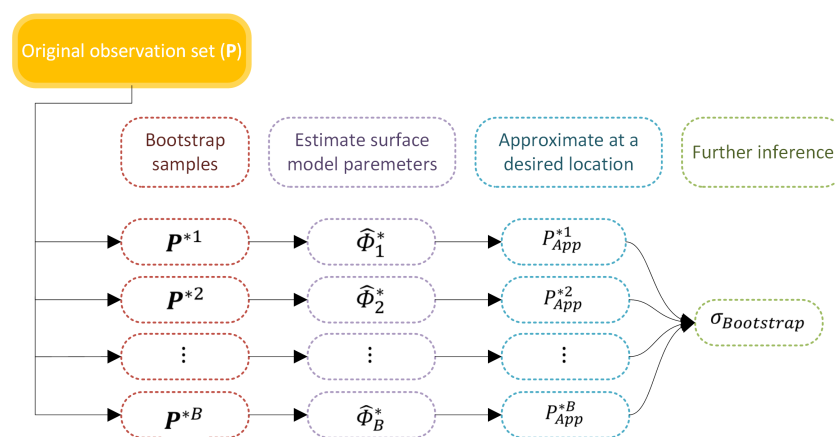 Original observation set (P)
Bootstrap samples
Estimate surface model paremeters
Approximate at a desired location
Further inference
P*1
Φ̂*1
P*1App
P*2
Φ̂*2
P*2App
σBootstrap
⋮
⋮
⋮
P*B
Φ̂*B
P*BApp